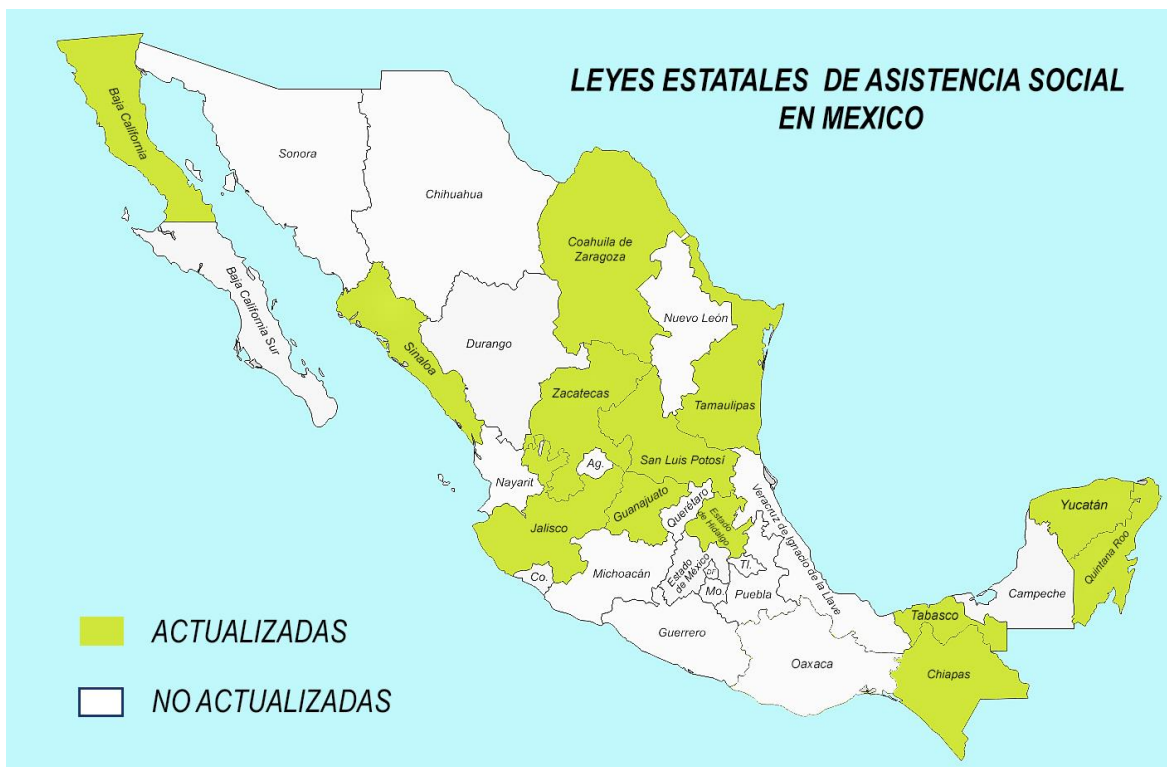 LEYES ESTATALES DE ASISTENCIA SOCIAL
EN MEXICO
Baja California
Sonora
Chihuahua
Coahuila de
Zaragoza
Baja California Sur
Nuevo León
Durango
Sinaloa
Zacatecas
Tamaulipas
San Luis Potosí
Ag.
Nayarit
Guanajuato
Querétaro
Estado
de Hidalgo
Veracruz de Ignacio de la Llave
Yucatán
Quintana Roo
Jalisco
Co.
Michoacán
Estado
de México
DF
Tl.
Mo.
Puebla
Campeche
Tabasco
Guerrero
Oaxaca
Chiapas
ACTUALIZADAS
NO ACTUALIZADAS